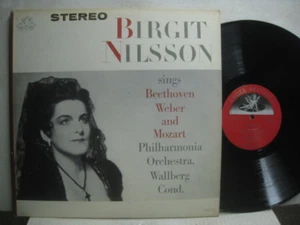 STEREO
BIRGIT
NILSSON
sings
Beethoven
Weber
and
Mozart
Philharmonia
Orchestra.
Wallberg
Cond.